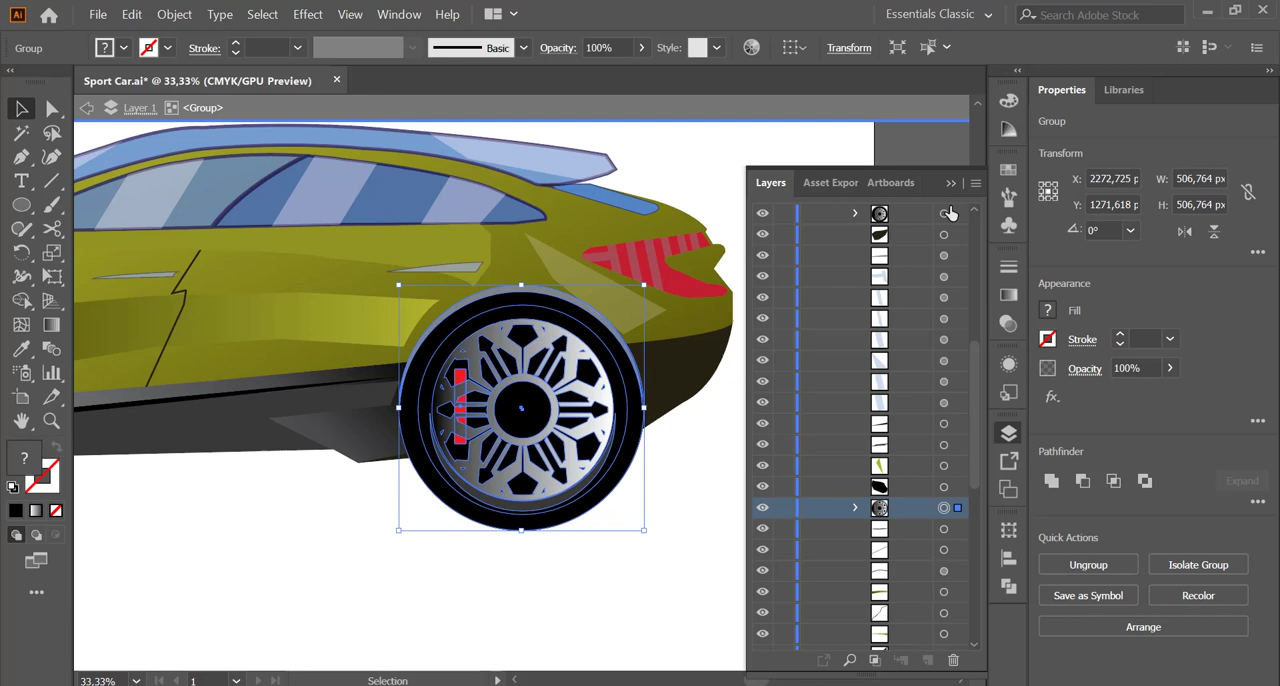 Ai File Edit Object Type Select Effect View Window Help Essentials Classic Search Adobe Stock
Group ? Stroke: Basic Opacity: 100% Style: Transform
Sport Car.ai* @ 33,33% (CMYK/GPU Preview) ×
Layer 1 <Group>
Properties Libraries
Group
Transform
X: 2272,725 p W: 506,764 px
Y: 1271,618 p H: 506,764 px
0°
Appearance
? Fill
Stroke
Opacity 100%
fx.
Pathfinder
Expand
Quick Actions
Ungroup Isolate Group
Save as Symbol Recolor
Arrange
Layers Asset Expor Artboards
T
?
33,33% 1 Selection